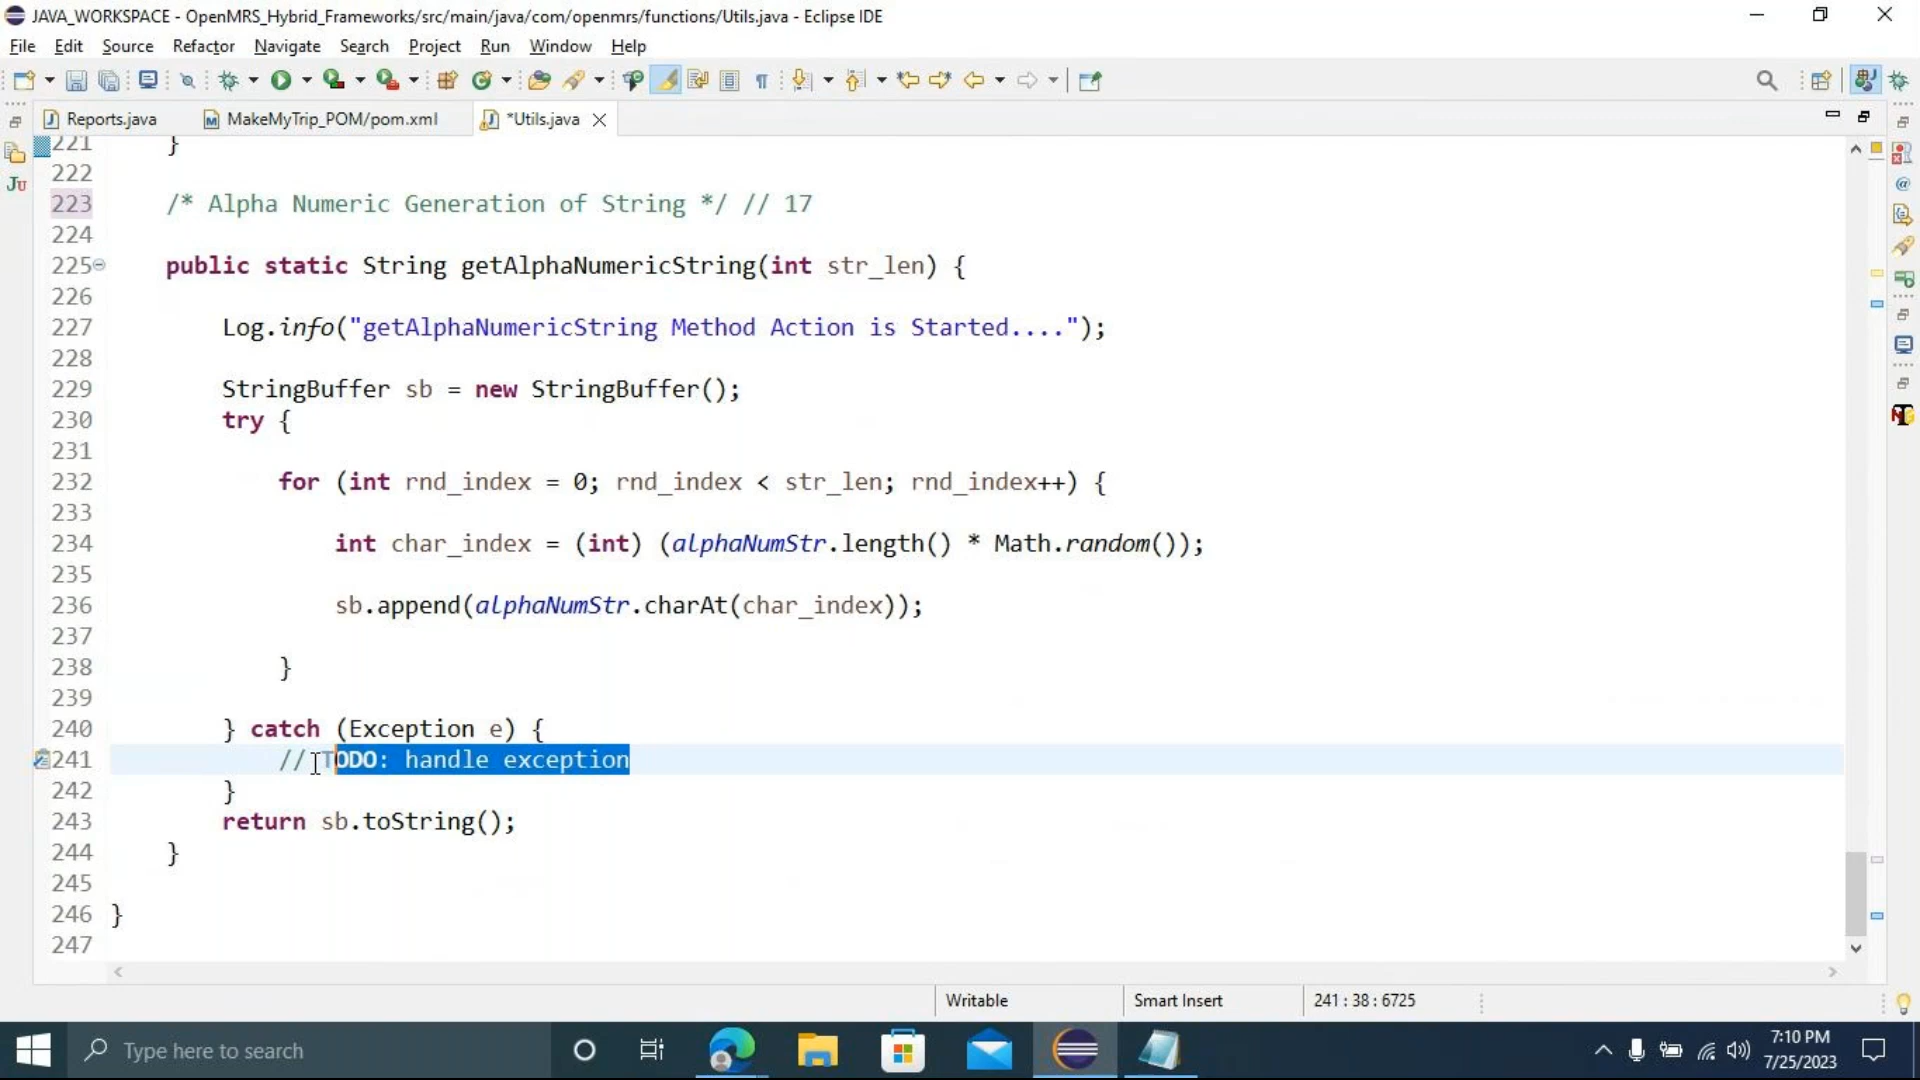 JAVA_WORKSPACE - OpenMRS_Hybrid_Frameworks/src/main/java/com/openmrs/functions/Utils.java - Eclipse IDE
File Edit Source Refactor Navigate Search Project Run Window Help
Reports.java MakeMyTrip_POM/pom.xml *Utils.java
221 }
222
223 /* Alpha Numeric Generation of String */ // 17
224
225 public static String getAlphaNumericString(int str_len) {
226
227 Log.info("getAlphaNumericString Method Action is Started....");
228
229 StringBuffer sb = new StringBuffer();
230 try {
231
232 for (int rnd_index = 0; rnd_index < str_len; rnd_index++) {
233
234 int char_index = (int) (alphaNumStr.length() * Math.random());
235
236 sb.append(alphaNumStr.charAt(char_index));
237
238 }
239
240 } catch (Exception e) {
241 // TODO: handle exception
242 }
243 return sb.toString();
244 }
245
246 }
247
Ju
Writable Smart Insert 241 : 38 : 6725
Type here to search
7:10 PM
7/25/2023